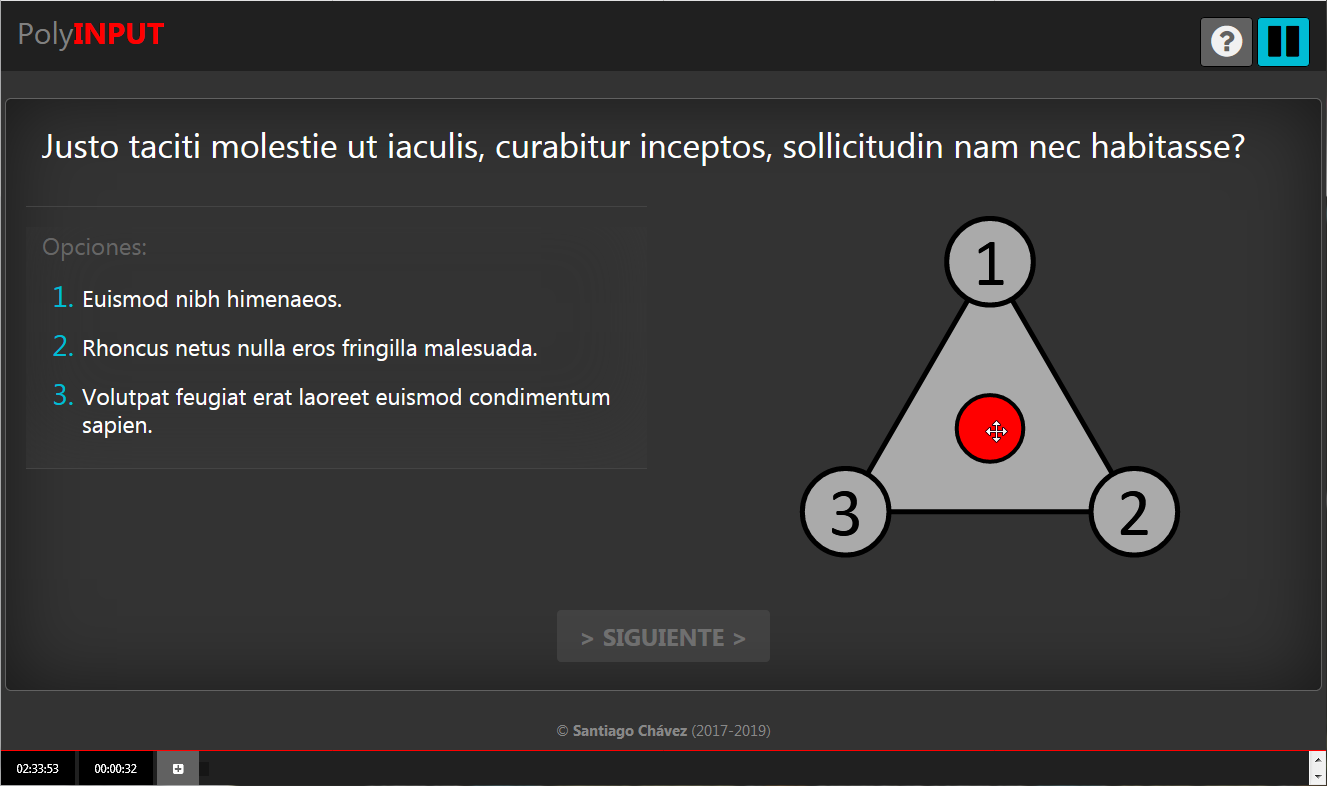 PolyINPUT
Justo taciti molestie ut iaculis, curabitur inceptos, sollicitudin nam nec habitasse?
Opciones:
1. Euismod nibh himenaeos.
2. Rhoncus netus nulla eros fringilla malesuada.
3. Volutpat feugiat erat laoreet euismod condimentum
sapien.
1
3
2
> SIGUIENTE >
© Santiago Chávez (2017-2019)
02:33:53 00:00:32